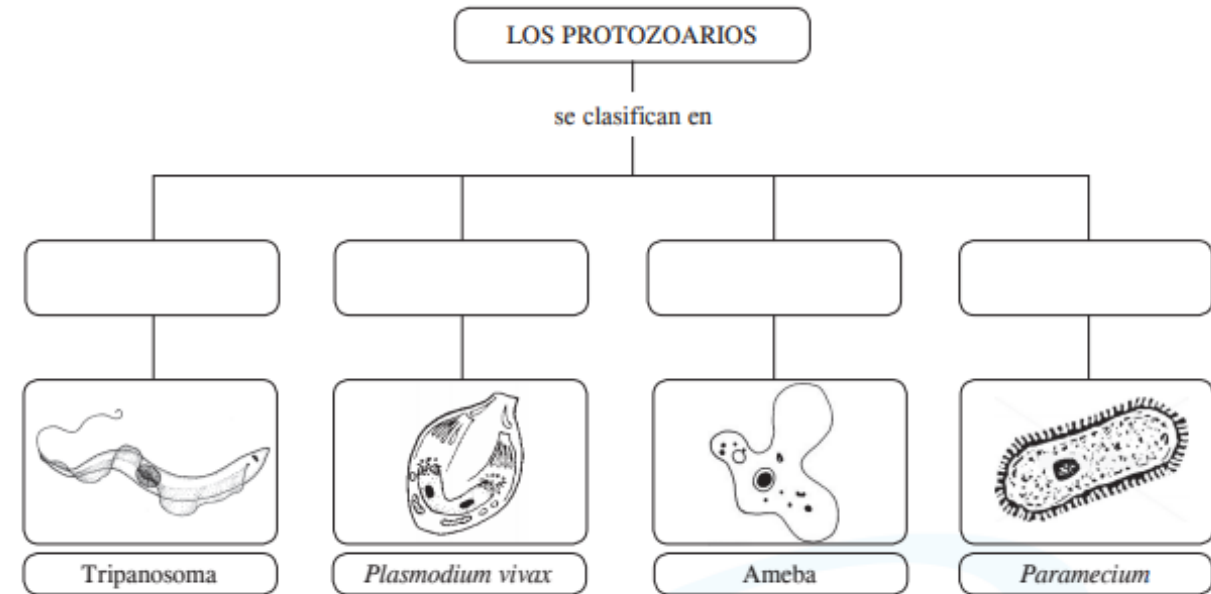 LOS PROTOZOARIOS
se clasifican en
Tripanosoma
Plasmodium vivax
Ameba
Paramecium